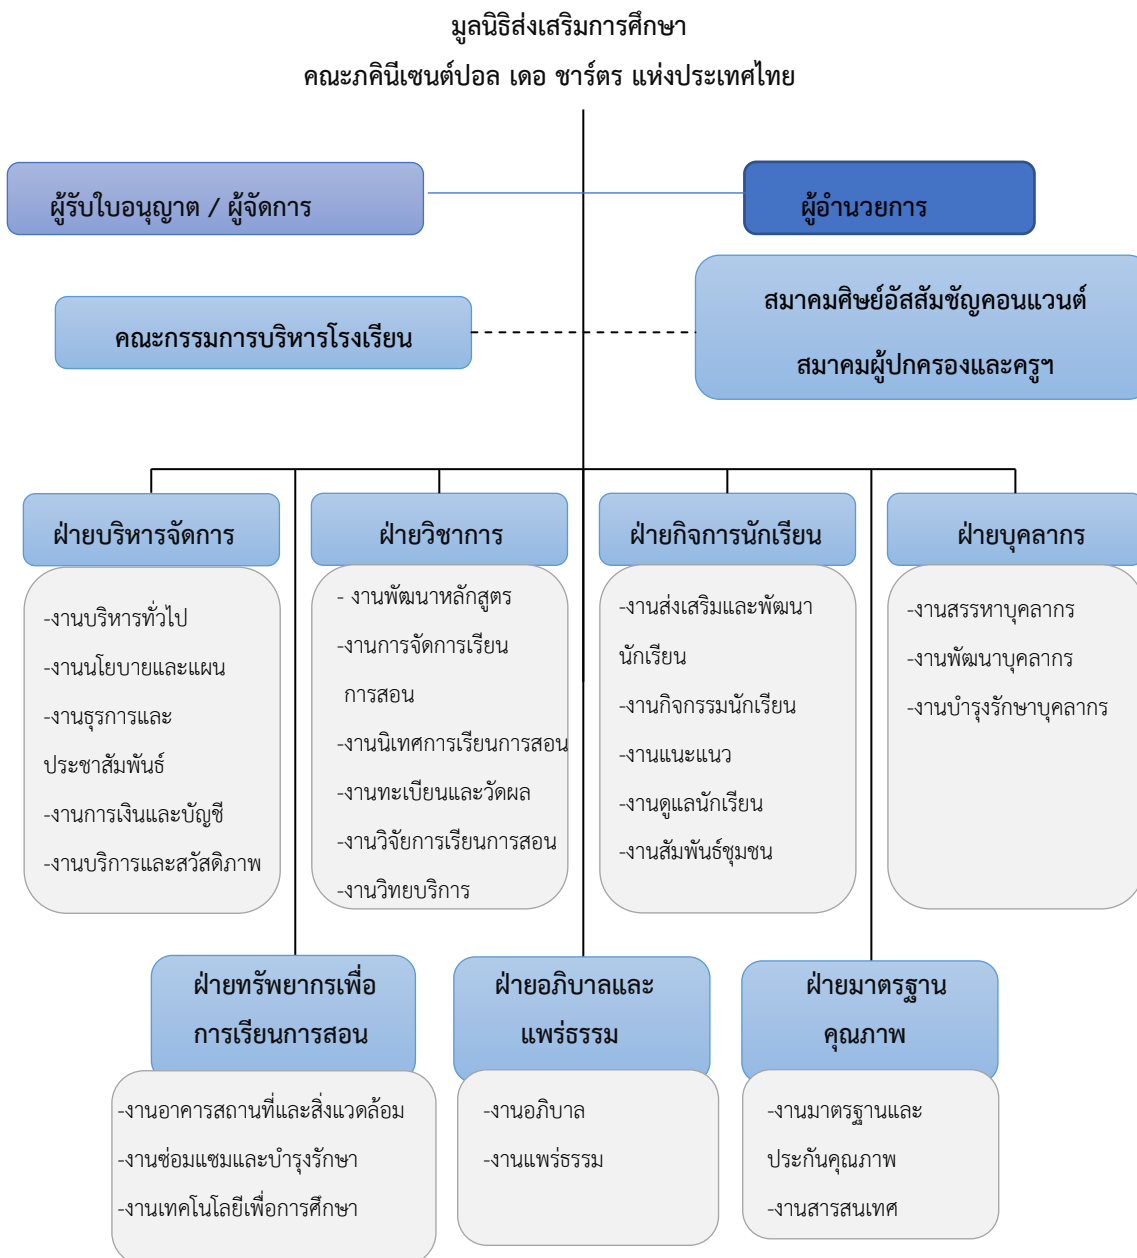 มูลนิธิส่งเสริมการศึกษา
คณะภคินีเซนต์ปอล เดอ ชาร์ตร แห่งประเทศไทย
ผู้รับใบอนุญาต / ผู้จัดการ
ผู้อำนวยการ
คณะกรรมการบริหารโรงเรียน
สมาคมศิษย์อัสสัมชัญคอนแวนต์
สมาคมผู้ปกครองและครูฯ
ฝ่ายบริหารจัดการ
-งานบริหารทั่วไป
-งานนโยบายและแผน
-งานธุรการและ
ประชาสัมพันธ์
-งานการเงินและบัญชี
-งานบริการและสวัสดิภาพ
ฝ่ายวิชาการ
- งานพัฒนาหลักสูตร
-งานการจัดการเรียน
การสอน
-งานนิเทศการเรียนการสอน
-งานทะเบียนและวัดผล
-งานวิจัยการเรียนการสอน
-งานวิทยบริการ
ฝ่ายกิจการนักเรียน
-งานส่งเสริมและพัฒนา
นักเรียน
-งานกิจกรรมนักเรียน
-งานแนะแนว
-งานดูแลนักเรียน
-งานสัมพันธ์ชุมชน
ฝ่ายบุคลากร
-งานสรรหาบุคลากร
-งานพัฒนาบุคลากร
-งานบำรุงรักษาบุคลากร
ฝ่ายทรัพยากรเพื่อ
การเรียนการสอน
-งานอาคารสถานที่และสิ่งแวดล้อม
-งานซ่อมแซมและบำรุงรักษา
-งานเทคโนโลยีเพื่อการศึกษา
ฝ่ายอภิบาลและ
แพร่ธรรม
-งานอภิบาล
-งานแพร่ธรรม
ฝ่ายมาตรฐาน
คุณภาพ
-งานมาตรฐานและ
ประกันคุณภาพ
-งานสารสนเทศ